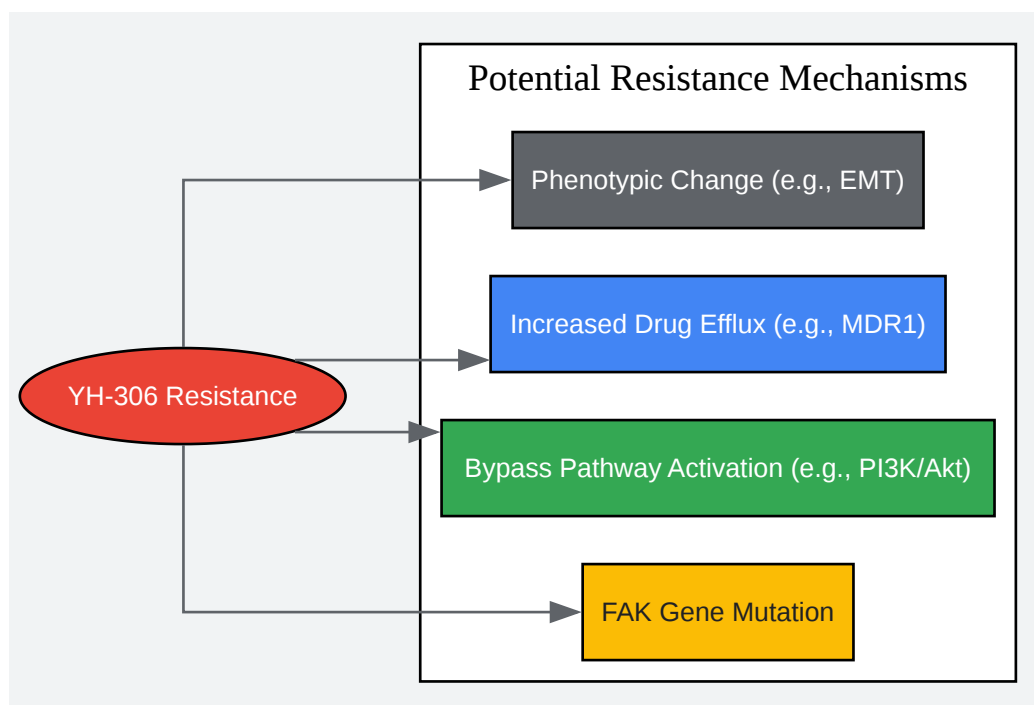 Potential Resistance Mechanisms
Phenotypic Change (e.g., EMT)
Increased Drug Efflux (e.g., MDR1)
YH-306 Resistance
Bypass Pathway Activation (e.g., PI3K/Akt)
FAK Gene Mutation